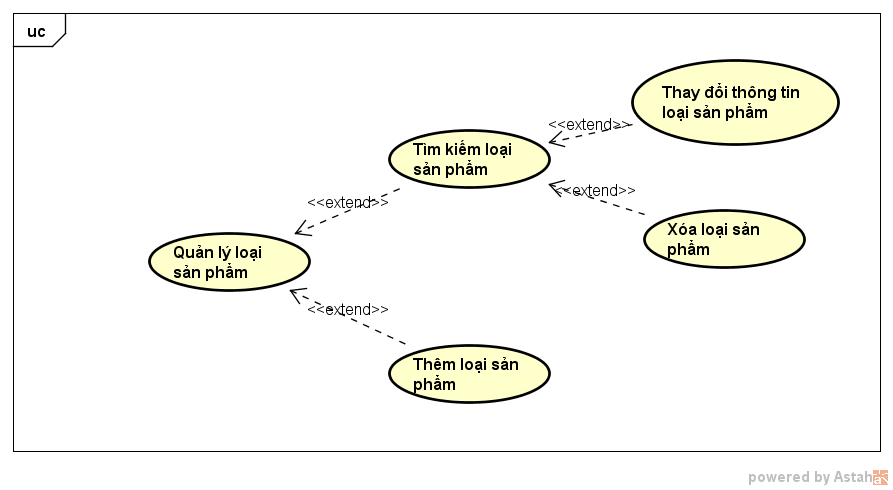 uc
Thay đổi thông tin
loại sản phẩm
<<extend>>
Tìm kiếm loại
sản phẩm
<<extend>>
<<extend>>
Xóa loại sản
phẩm
Quản lý loại
sản phẩm
<<extend>>
Thêm loại sản
phẩm
powered by Astah